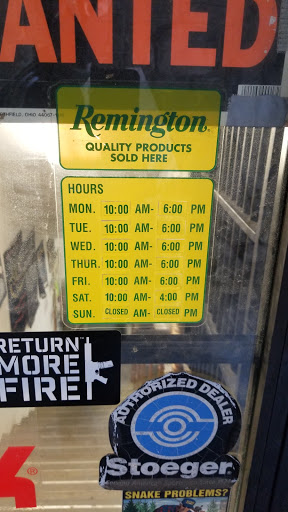 ANTED
Remington®
QUALITY PRODUCTS
SOLD HERE
HOURS
MON. 10:00 AM- 6:00 PM
TUE. 10:00 AM- 6:00 PM
WED. 10:00 AM- 6:00 PM
THUR. 10:00 AM- 6:00 PM
FRI. 10:00 AM- 6:00 PM
SAT. 10:00 AM- 4:00 PM
SUN. CLOSED AM- CLOSED PM
RETURN
MORE
FIRE
AUTHORIZED DEALER
Stoeger
SNAKE PROBLEMS?